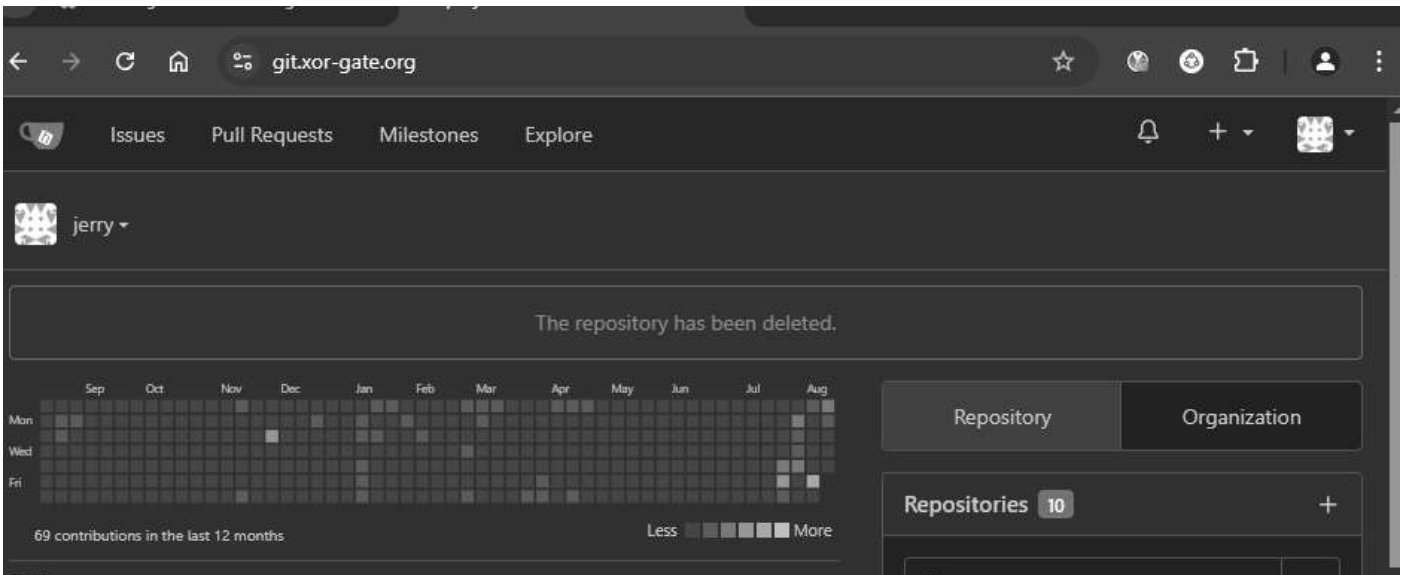 git.xor-gate.org
Issues Pull Requests Milestones Explore
jerry
The repository has been deleted.
Sep Oct Nov Dec Jan Feb Mar Apr May Jun Jul Aug
Mon
Wed
Fri
69 contributions in the last 12 months
Less More
Repository Organization
Repositories 10